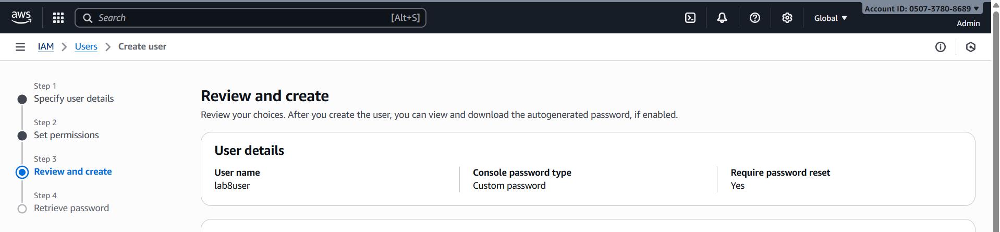 aws
Search [Alt+S]
Global
Account ID: 0507-3780-8689
Admin
IAM Users Create user
Step 1
Specify user details
Step 2
Set permissions
Step 3
Review and create
Step 4
Retrieve password
Review and create
Review your choices. After you create the user, you can view and download the autogenerated password, if enabled.
User details
User name
lab8user
Console password type
Custom password
Require password reset
Yes